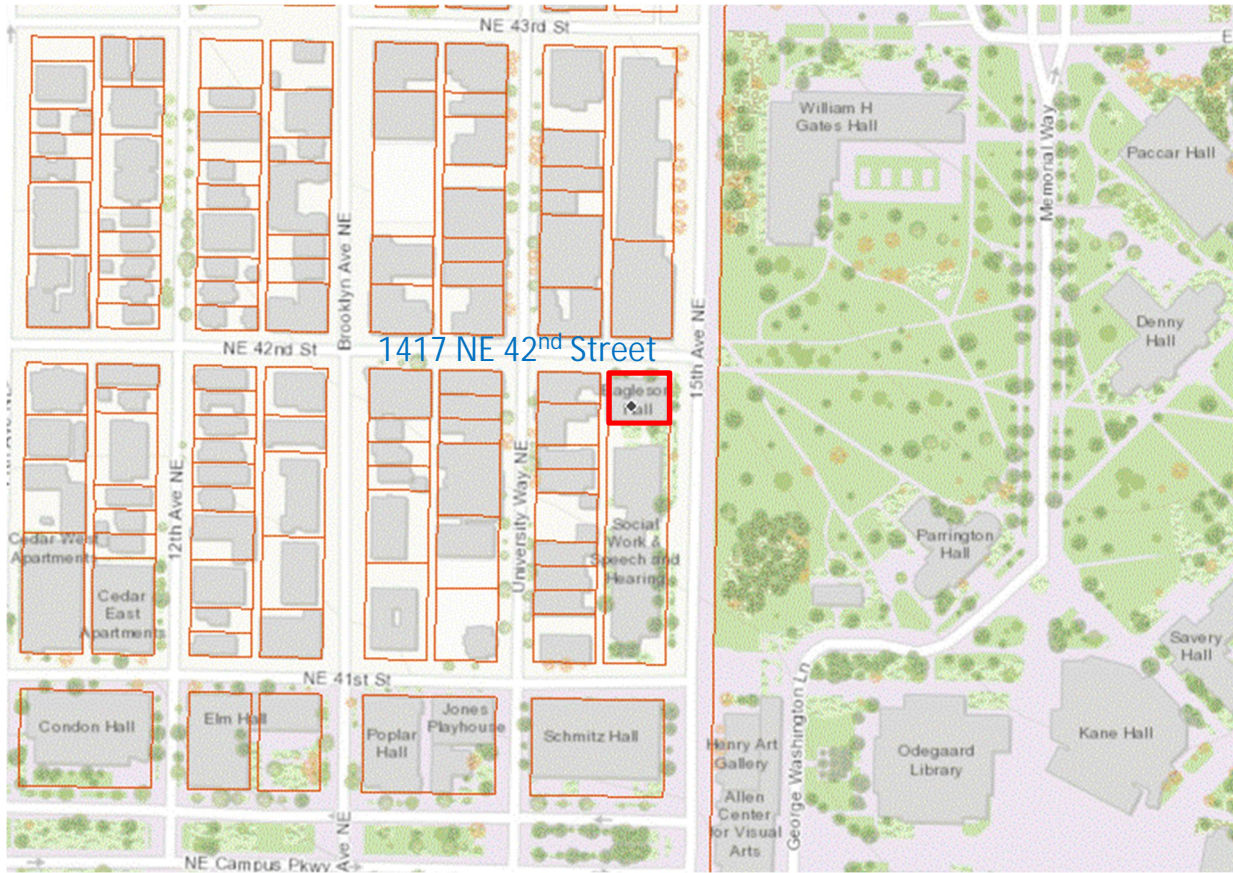 NE 43rd St
William H
Gates Hall
Memorial Way
Paccar Hall
Brooklyn Ave NE
15th Ave NE
Denny
Hall
NE 42nd St
1417 NE 42nd Street
Eagleson
Hall
12th Ave NE
University Way NE
Cedar West
Apartments
Cedar
East
Apartments
Social
Work &
Speech and
Hearing
Parrington
Hall
Savery
Hall
NE 41st St
Condon Hall
Elm Hall
Poplar
Hall
Jones
Playhouse
Schmitz Hall
Henry Art
Gallery
Allen
Center
for Visual
Arts
George Washington Ln
Odegaard
Library
Kane Hall
NE Campus Pkwy
Ave NE